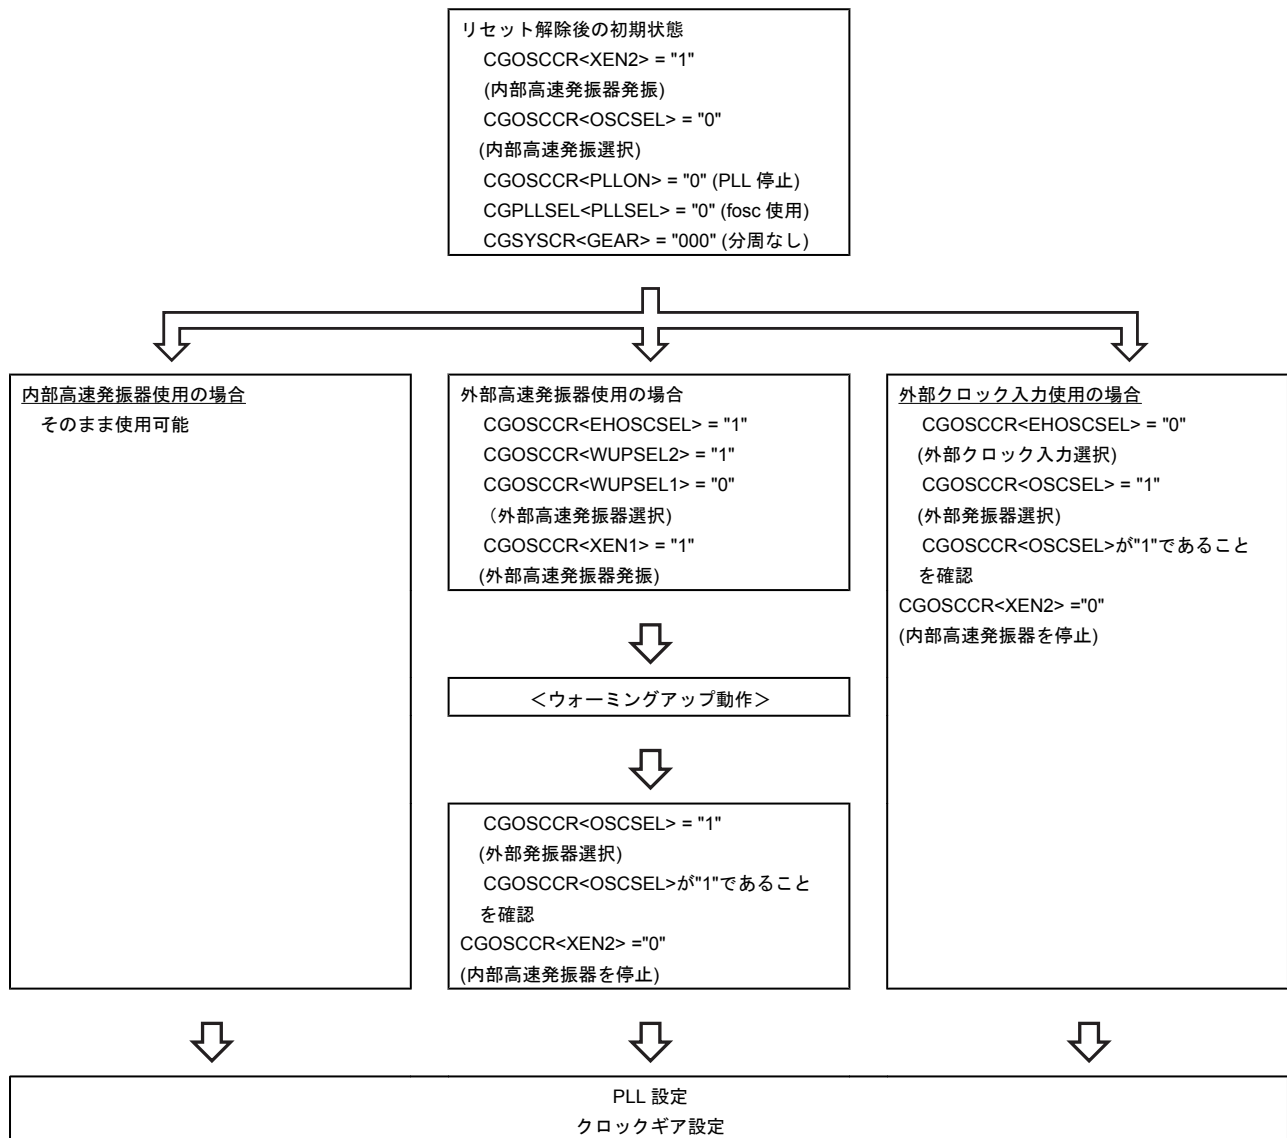 リセット解除後の初期状態
CGOSCCR<XEN2> = "1"
(内部高速発振器発振)
CGOSCCR<OSCSEL> = "0"
(内部高速発振選択)
CGOSCCR<PLLON> = "0" (PLL 停止)
CGPLLSEL<PLLSEL> = "0" (fosc 使用)
CGSYSCR<GEAR> = "000" (分周なし)
内部高速発振器使用の場合
そのまま使用可能
外部高速発振器使用の場合
CGOSCCR<EHOSCSEL> = "1"
CGOSCCR<WUPSEL2> = "1"
CGOSCCR<WUPSEL1> = "0"
（外部高速発振器選択)
CGOSCCR<XEN1> = "1"
(外部高速発振器発振)
＜ウォーミングアップ動作＞
CGOSCCR<OSCSEL> = "1"
(外部発振器選択)
CGOSCCR<OSCSEL>が"1"であること
を確認
CGOSCCR<XEN2> ="0"
(内部高速発振器を停止)
外部クロック入力使用の場合
CGOSCCR<EHOSCSEL> = "0"
(外部クロック入力選択)
CGOSCCR<OSCSEL> = "1"
(外部発振器選択)
CGOSCCR<OSCSEL>が"1"であること
を確認
CGOSCCR<XEN2> ="0"
(内部高速発振器を停止)
PLL 設定
クロックギア設定